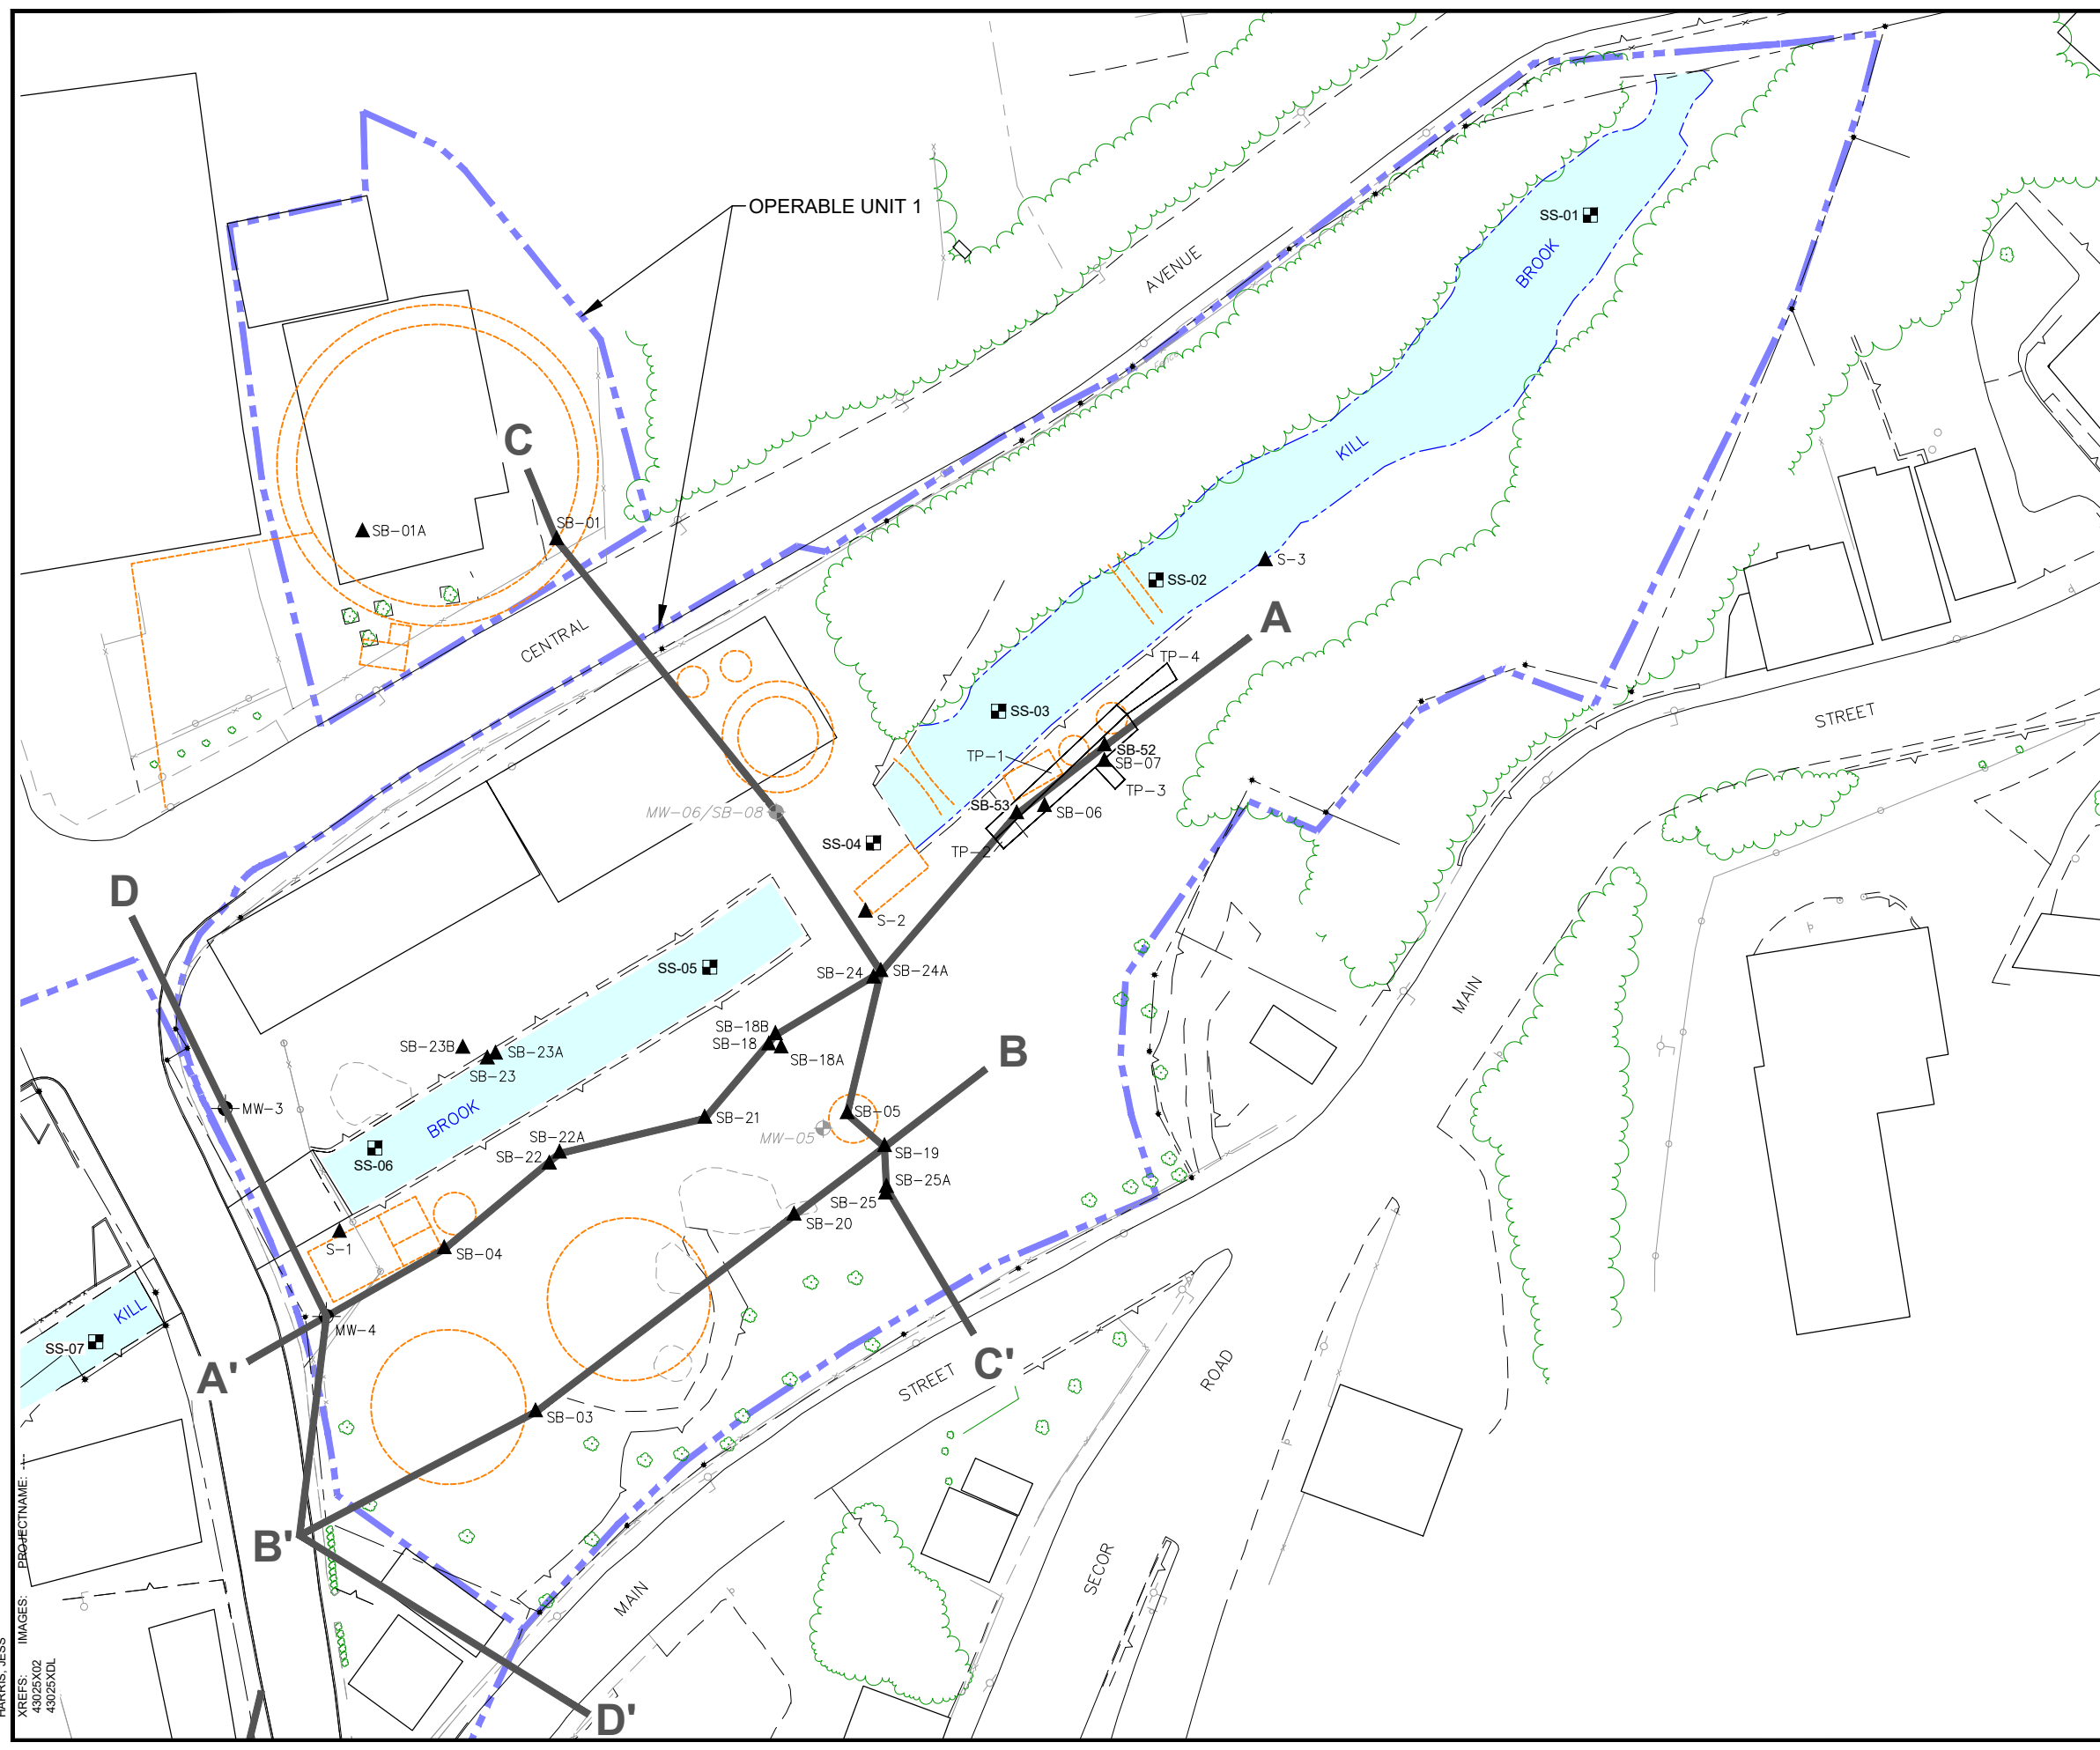 OPERABLE UNIT 1
AVENUE
SS-01
BROOK
KILL
C
SB-01A
SB-01
SS-02
S-3
CENTRAL
A
TP-4
SS-03
STREET
TP-1
SB-52
SB-07
TP-3
SB-53
SB-06
MW-06/SB-08
SS-04
TP-2
D
S-2
SS-05
SB-24
SB-24A
MAIN
SB-18B
SB-18
SB-18A
SB-23B
SB-23A
SB-23
B
MW-3
BROOK
SB-21
SB-05
MW-05
SB-22A
SB-22
SS-06
SB-19
SB-25A
SB-25
SB-20
S-1
SB-04
KILL
MW-4
SS-07
A'
C'
STREET
ROAD
SB-03
B'
SECOR
MAIN
D'
HARRIS, JESS
XREFS: IMAGES: PROJECTNAME: ----
43025X02
43025XDL